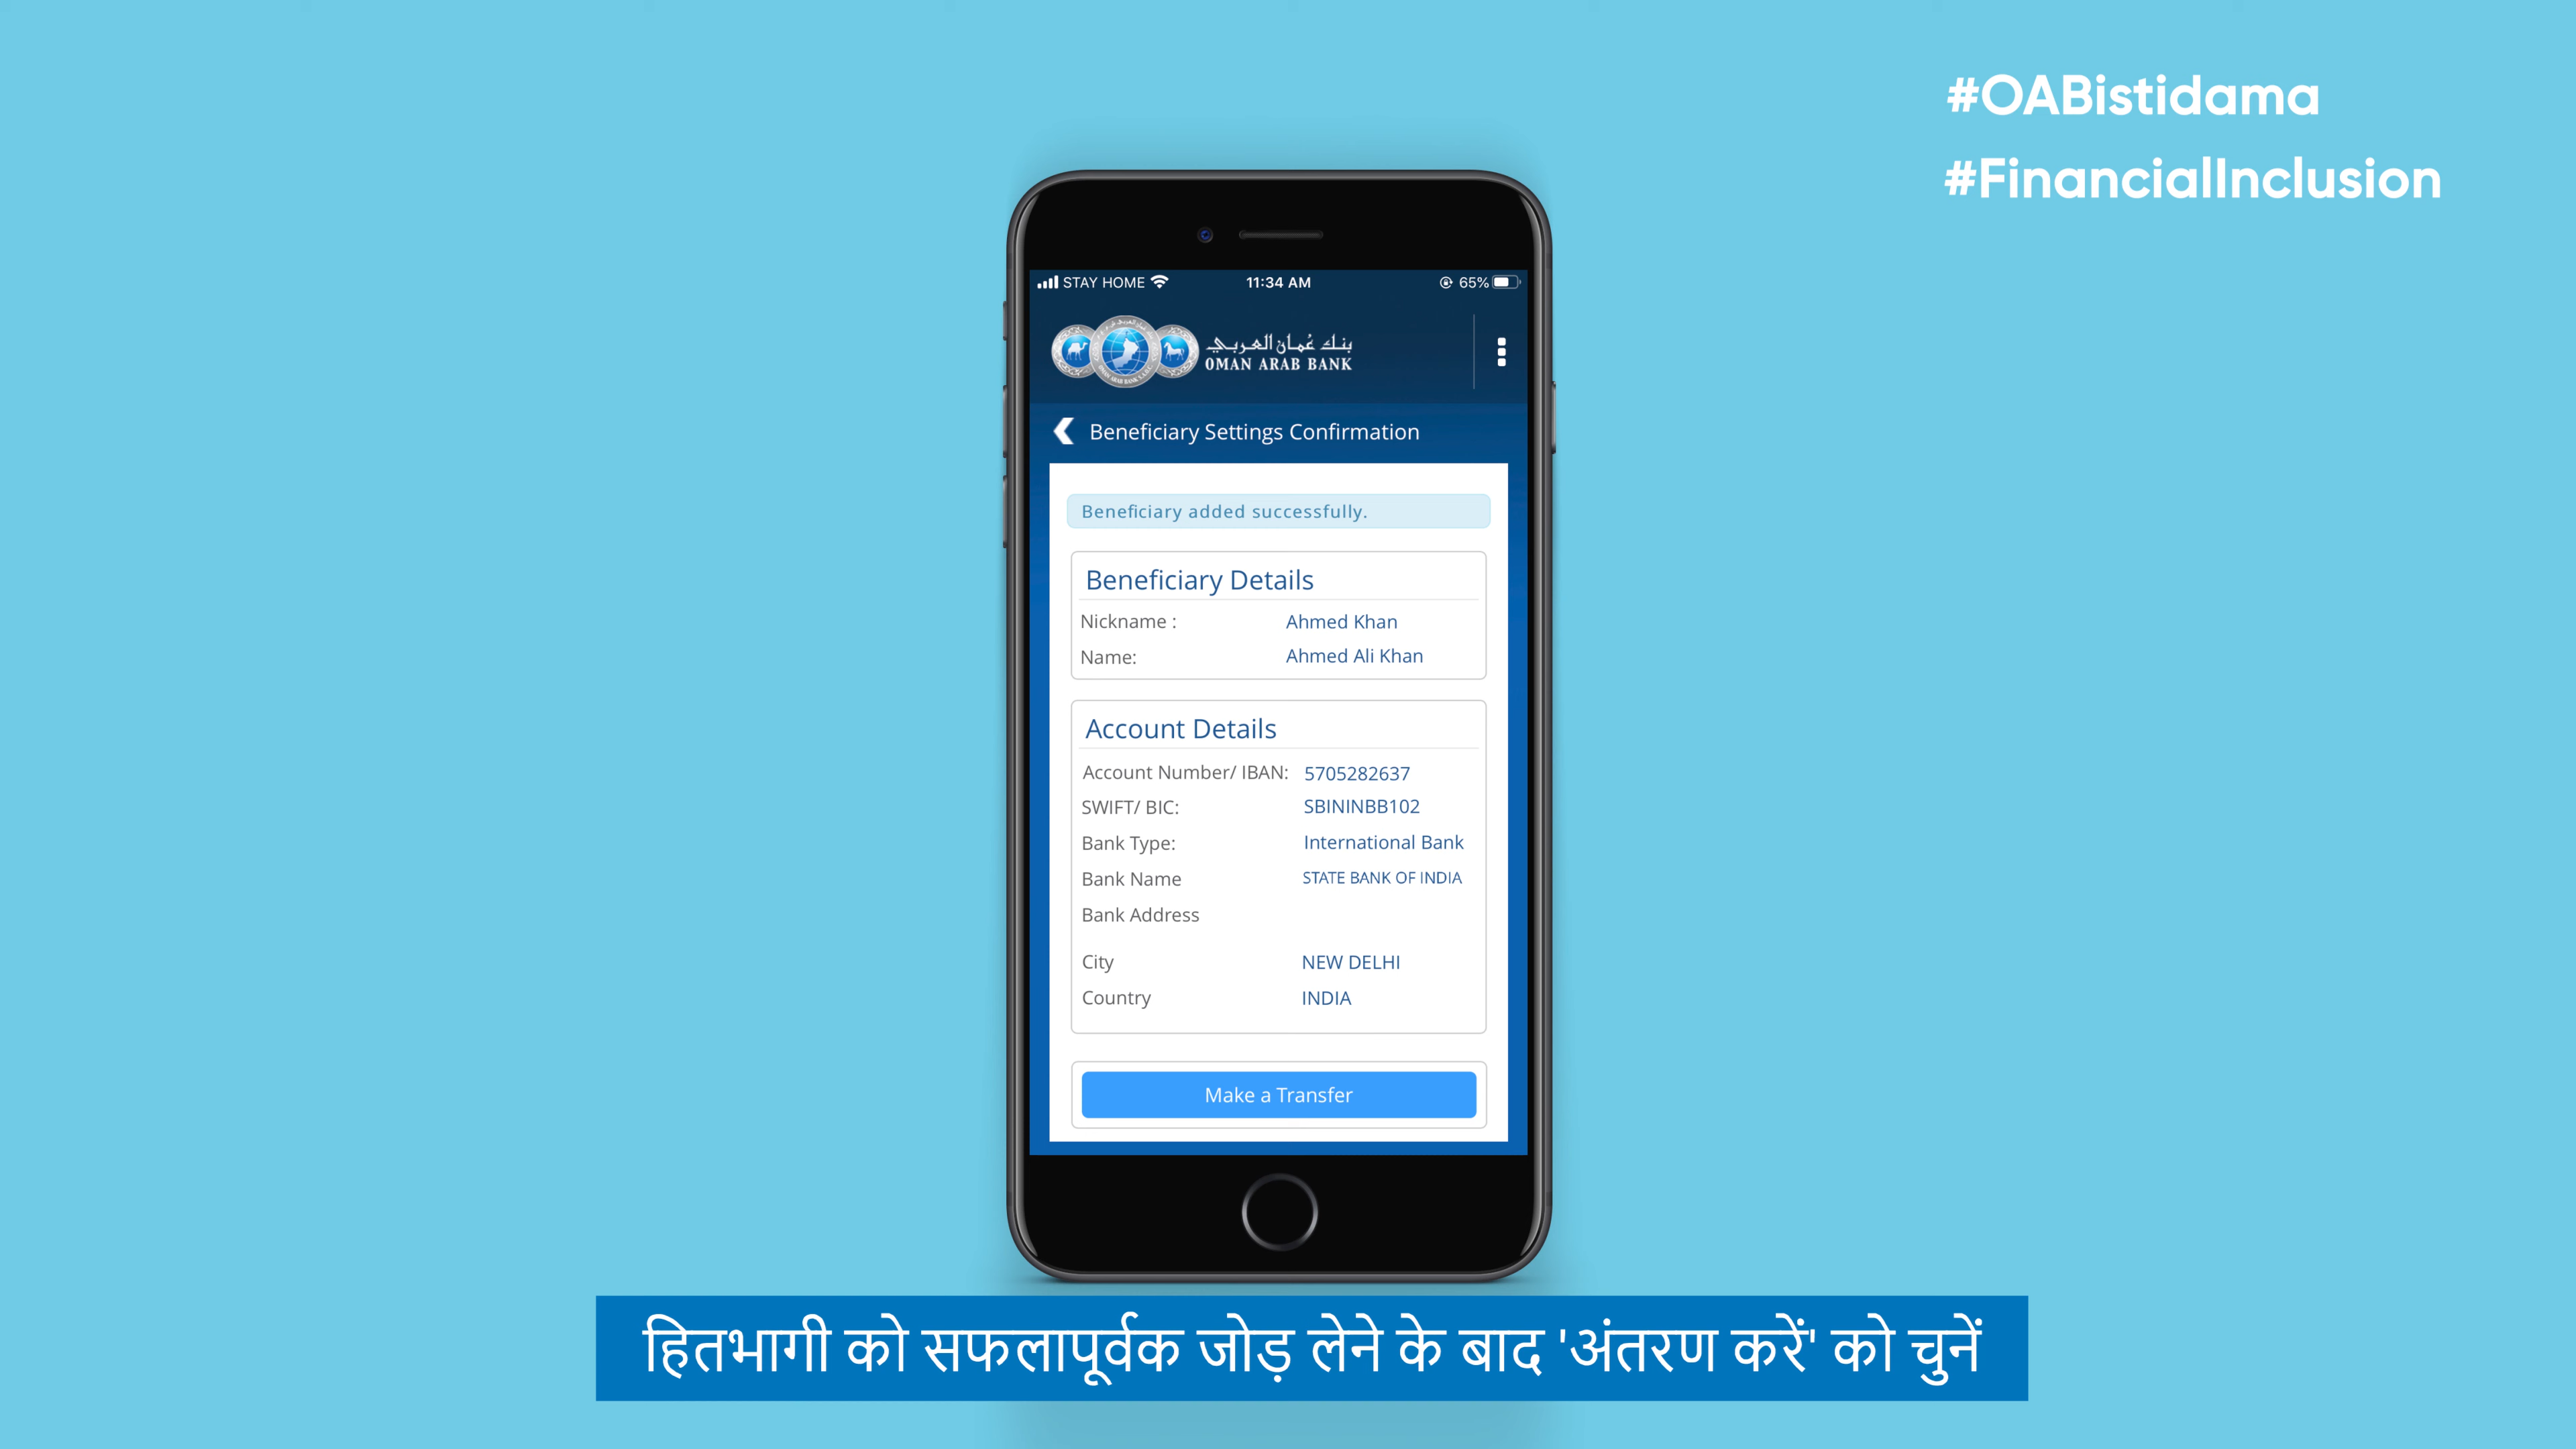 #OABistidama
#FinancialInclusion
STAY HOME 11:34 AM 65%
بنك عُمان العربي
OMAN ARAB BANK
Beneficiary Settings Confirmation
Beneficiary added successfully.
Beneficiary Details
Nickname : Ahmed Khan
Name: Ahmed Ali Khan
Account Details
Account Number/ IBAN: 5705282637
SWIFT/ BIC: SBININBB102
Bank Type: International Bank
Bank Name STATE BANK OF INDIA
Bank Address
City NEW DELHI
Country INDIA
Make a Transfer
हितभागी को सफलापूर्वक जोड़ लेने के बाद 'अंतरण करें' को चुनें